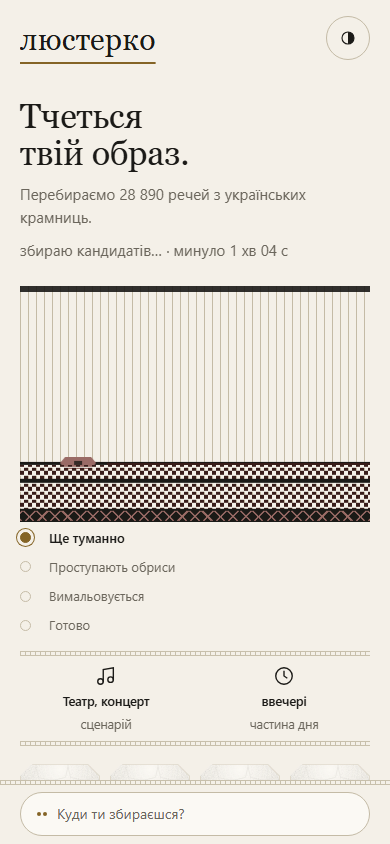 люстерко
Тчеться
твій образ.
Перебираємо 28 890 речей з українських
крамниць.
збираю кандидатів... · минуло 1 хв 04 с
Ще туманно
Проступають обриси
Вимальовується
Готово
Театр, концерт
сценарій
ввечері
частина дня
Куди ти збираєшся?